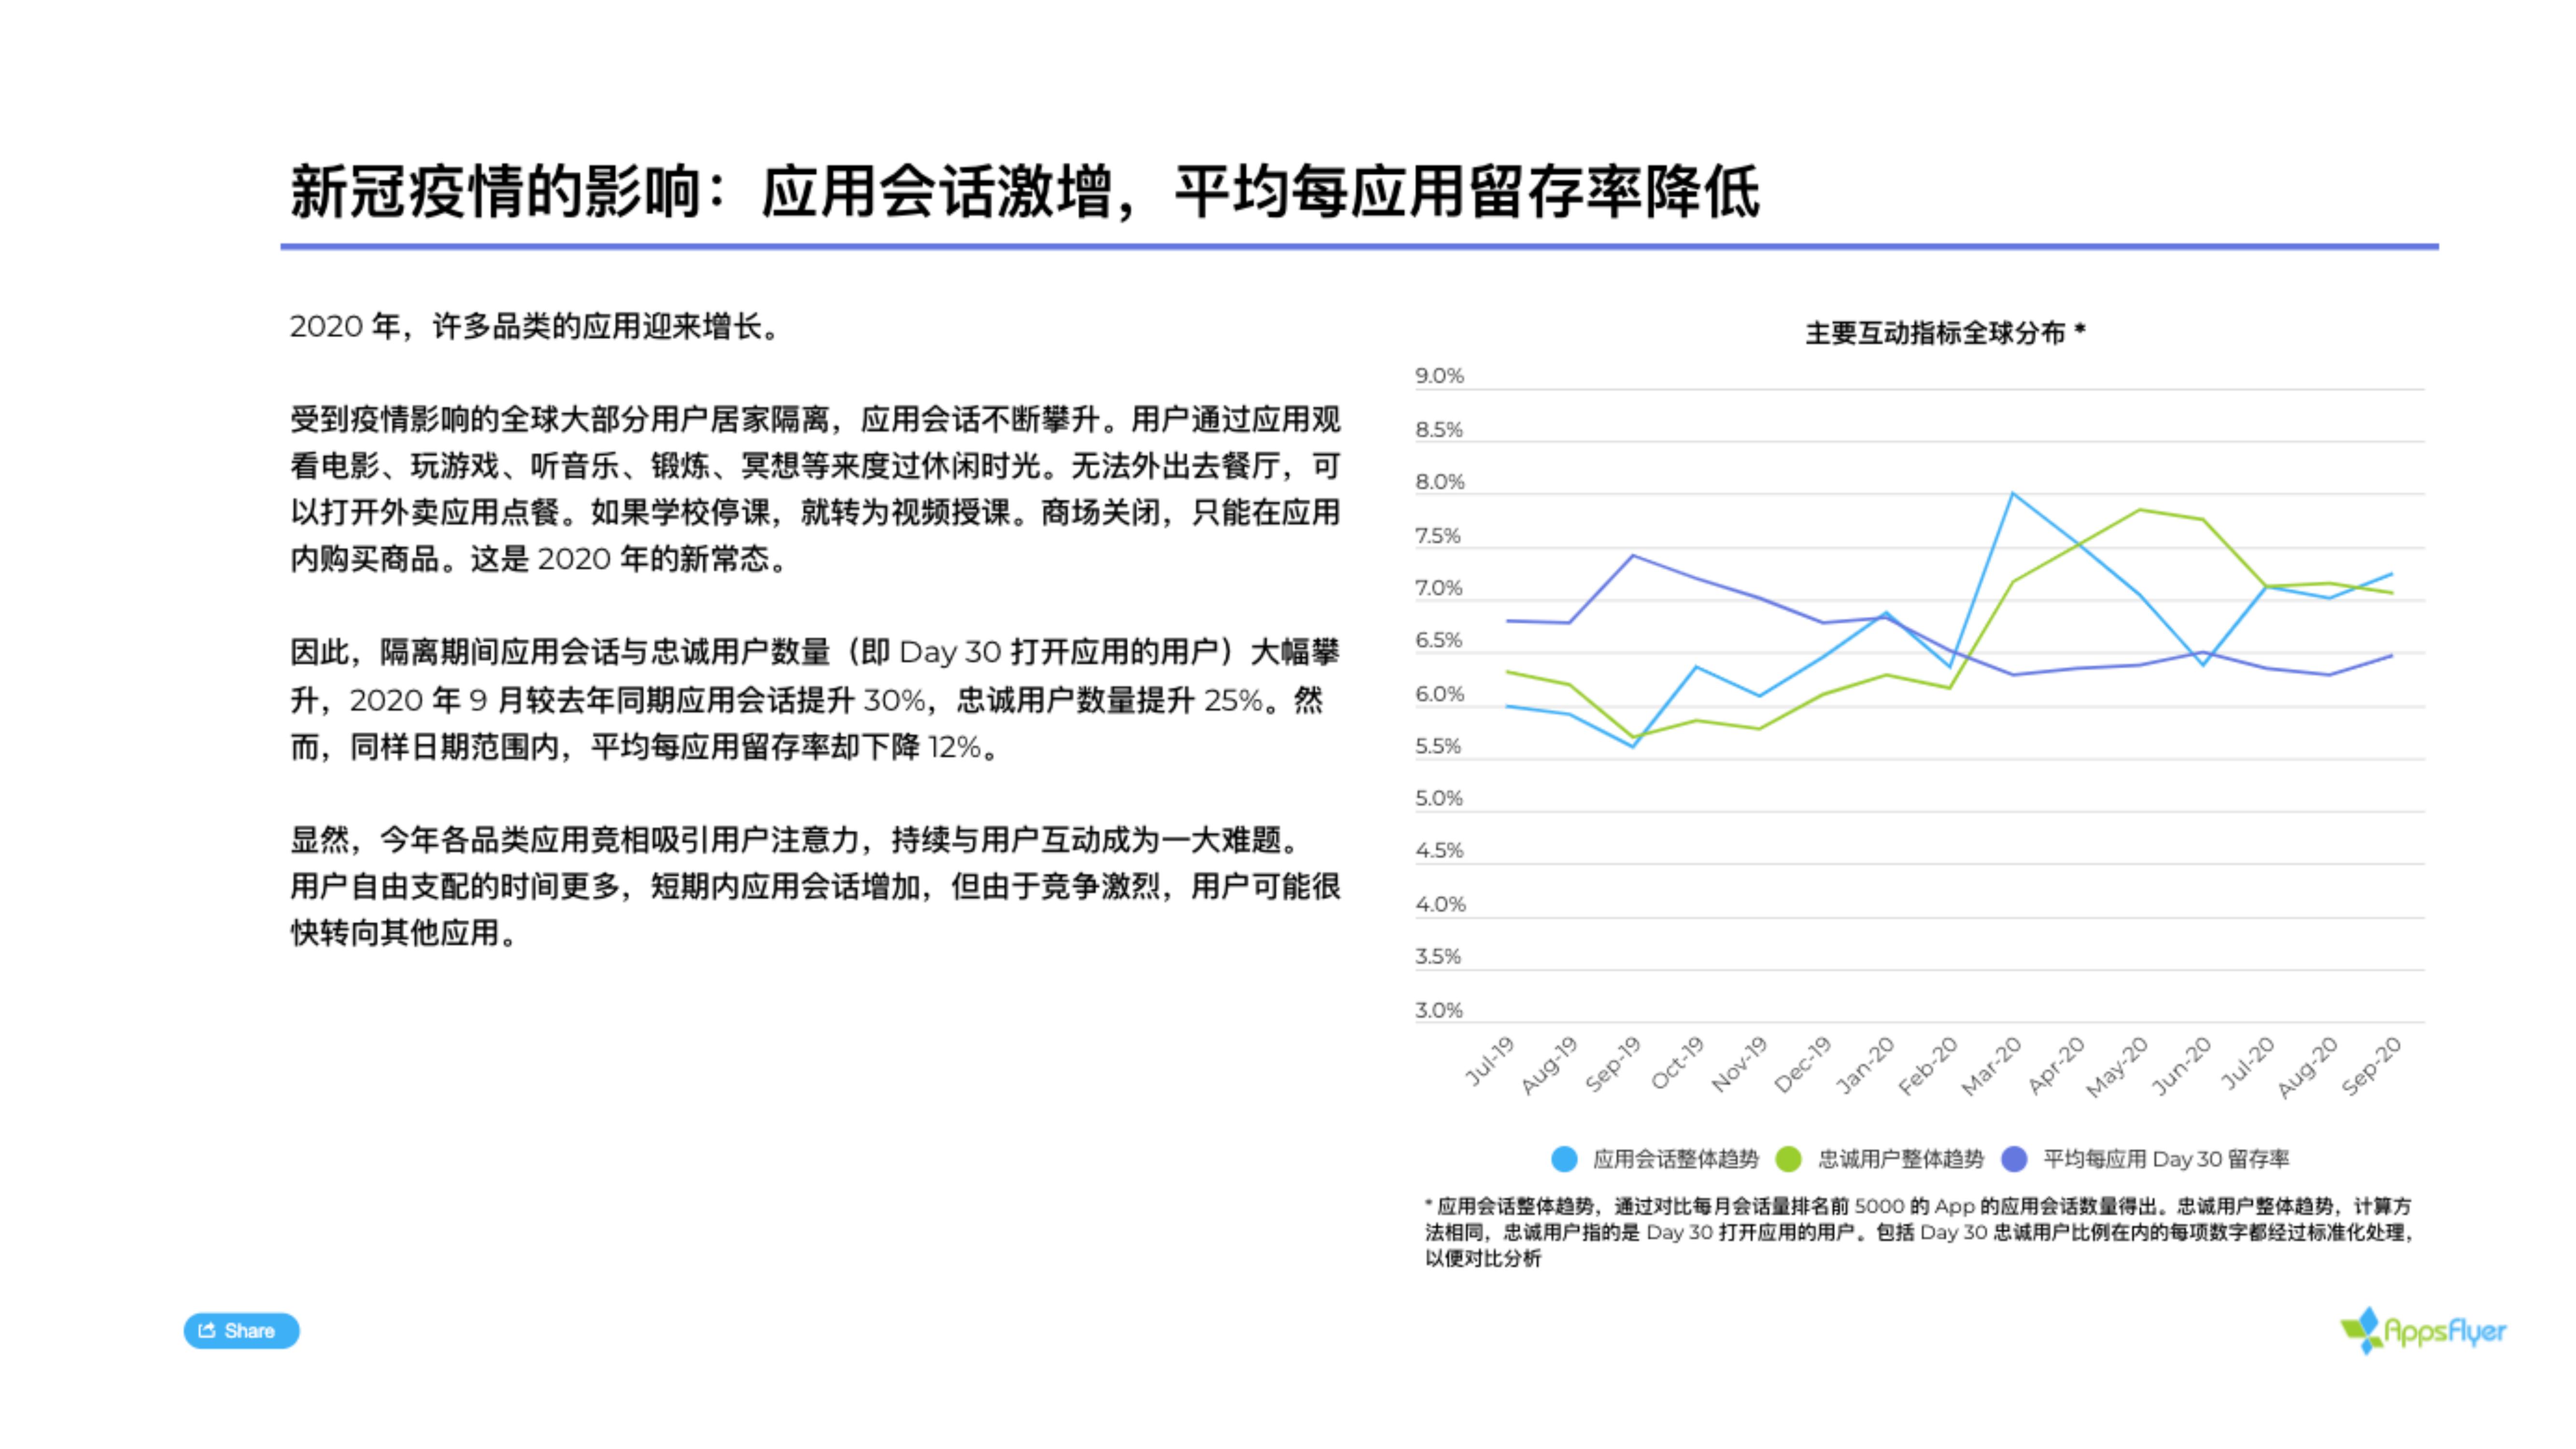 新冠疫情的影响：应用会话激增，平均每应用留存率降低
2020 年，许多品类的应用迎来增长。
受到疫情影响的全球大部分用户居家隔离，应用会话不断攀升。用户通过应用观
看电影、玩游戏、听音乐、锻炼、冥想等来度过休闲时光。无法外出去餐厅，可
以打开外卖应用点餐。如果学校停课，就转为视频授课。商场关闭，只能在应用
内购买商品。这是 2020 年的新常态。
因此，隔离期间应用会话与忠诚用户数量（即 Day 30 打开应用的用户）大幅攀
升，2020 年 9 月较去年同期应用会话提升 30%，忠诚用户数量提升 25%。然
而，同样日期范围内，平均每应用留存率却下降 12%。
显然，今年各品类应用竞相吸引用户注意力，持续与用户互动成为一大难题。
用户自由支配的时间更多，短期内应用会话增加，但由于竞争激烈，用户可能很
快转向其他应用。
主要互动指标全球分布 *
9.0%
8.5%
8.0%
7.5%
7.0%
6.5%
6.0%
5.5%
5.0%
4.5%
4.0%
3.5%
3.0%
Jul-19
Aug-19
Sep-19
Oct-19
Nov-19
Dec-19
Jan-20
Feb-20
Mar-20
Apr-20
May-20
Jun-20
Jul-20
Aug-20
Sep-20
应用会话整体趋势
忠诚用户整体趋势
平均每应用 Day 30 留存率
* 应用会话整体趋势，通过对比每月会话量排名前 5000 的 App 的应用会话数量得出。忠诚用户整体趋势，计算方
法相同，忠诚用户指的是 Day 30 打开应用的用户。包括 Day 30 忠诚用户比例在内的每项数字都经过标准化处理，
以便对比分析
Share
AppsFlyer